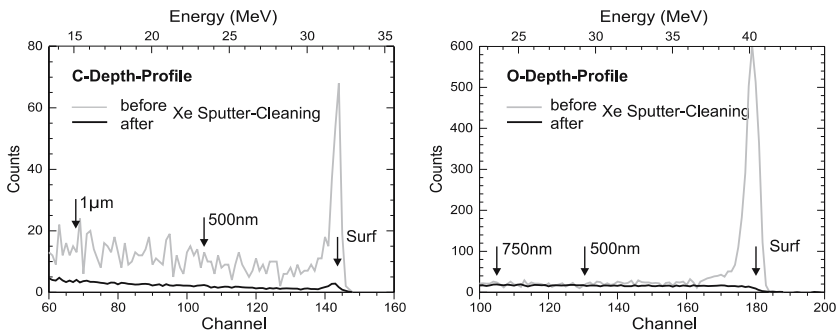 Energy (MeV)
15 20 25 30 35
80
60
40
20
0
Counts
C-Depth-Profile
before Xe Sputter-Cleaning
after
1µm
500nm
Surf
60 80 100 120 140 160
Channel
Energy (MeV)
25 30 35 40 45
600
500
400
300
200
100
0
Counts
O-Depth-Profile
before Xe Sputter-Cleaning
after
750nm
500nm
Surf
100 120 140 160 180 200
Channel